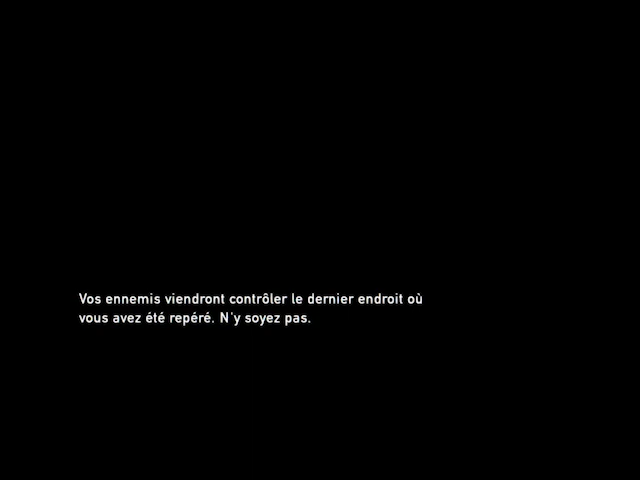 Vos ennemis viendront contrôler le dernier endroit où
vous avez été repéré. N'y soyez pas.